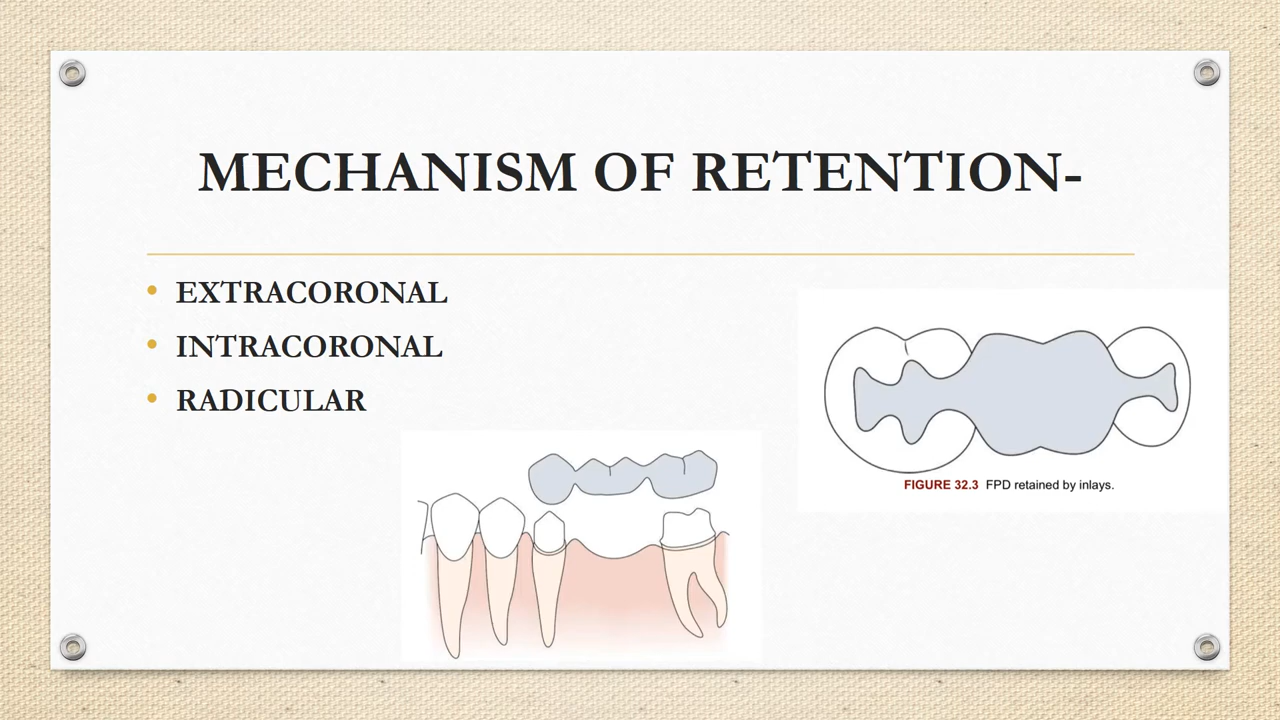 MECHANISM OF RETENTION-
• EXTRACORONAL
• INTRACORONAL
• RADICULAR
FIGURE 32.3 FPD retained by inlays.